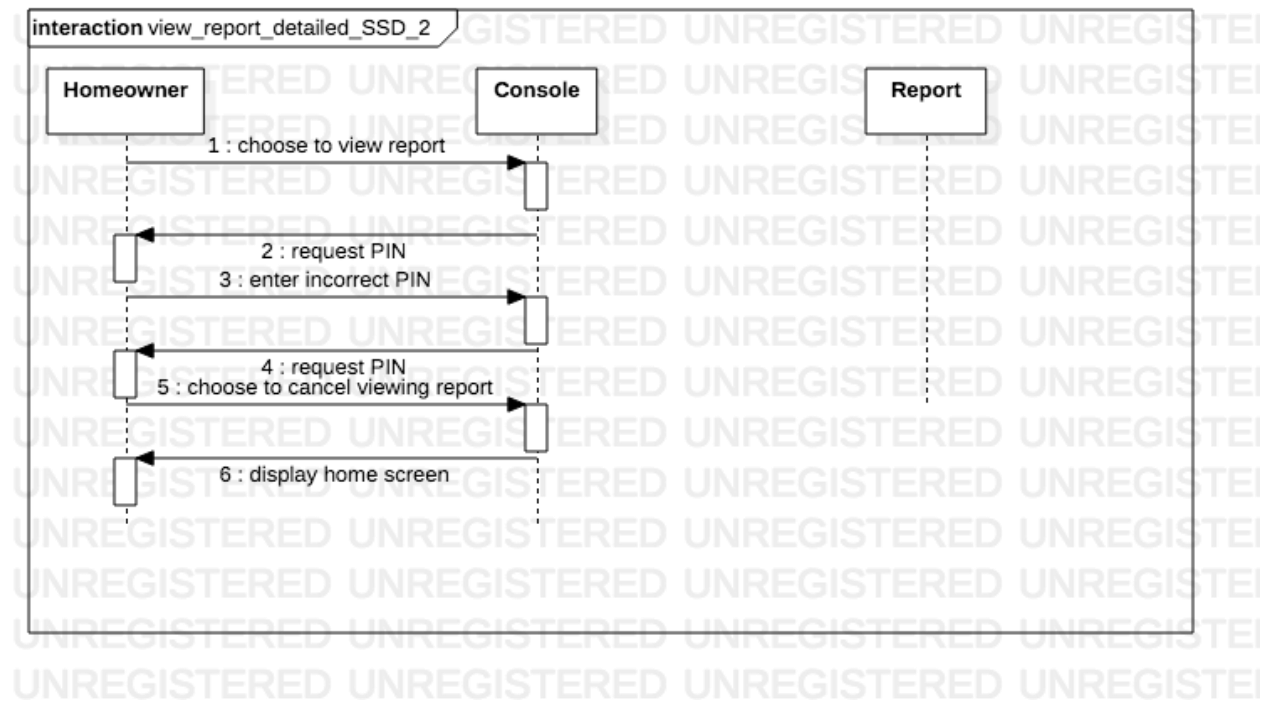 interaction view_report_detailed_SSD_2
Homeowner
Console
Report
1 : choose to view report
2 : request PIN
3 : enter incorrect PIN
4 : request PIN
5 : choose to cancel viewing report
6 : display home screen
UNREGISTERED UNREGISTERED UNREGISTERED UNREGISTE